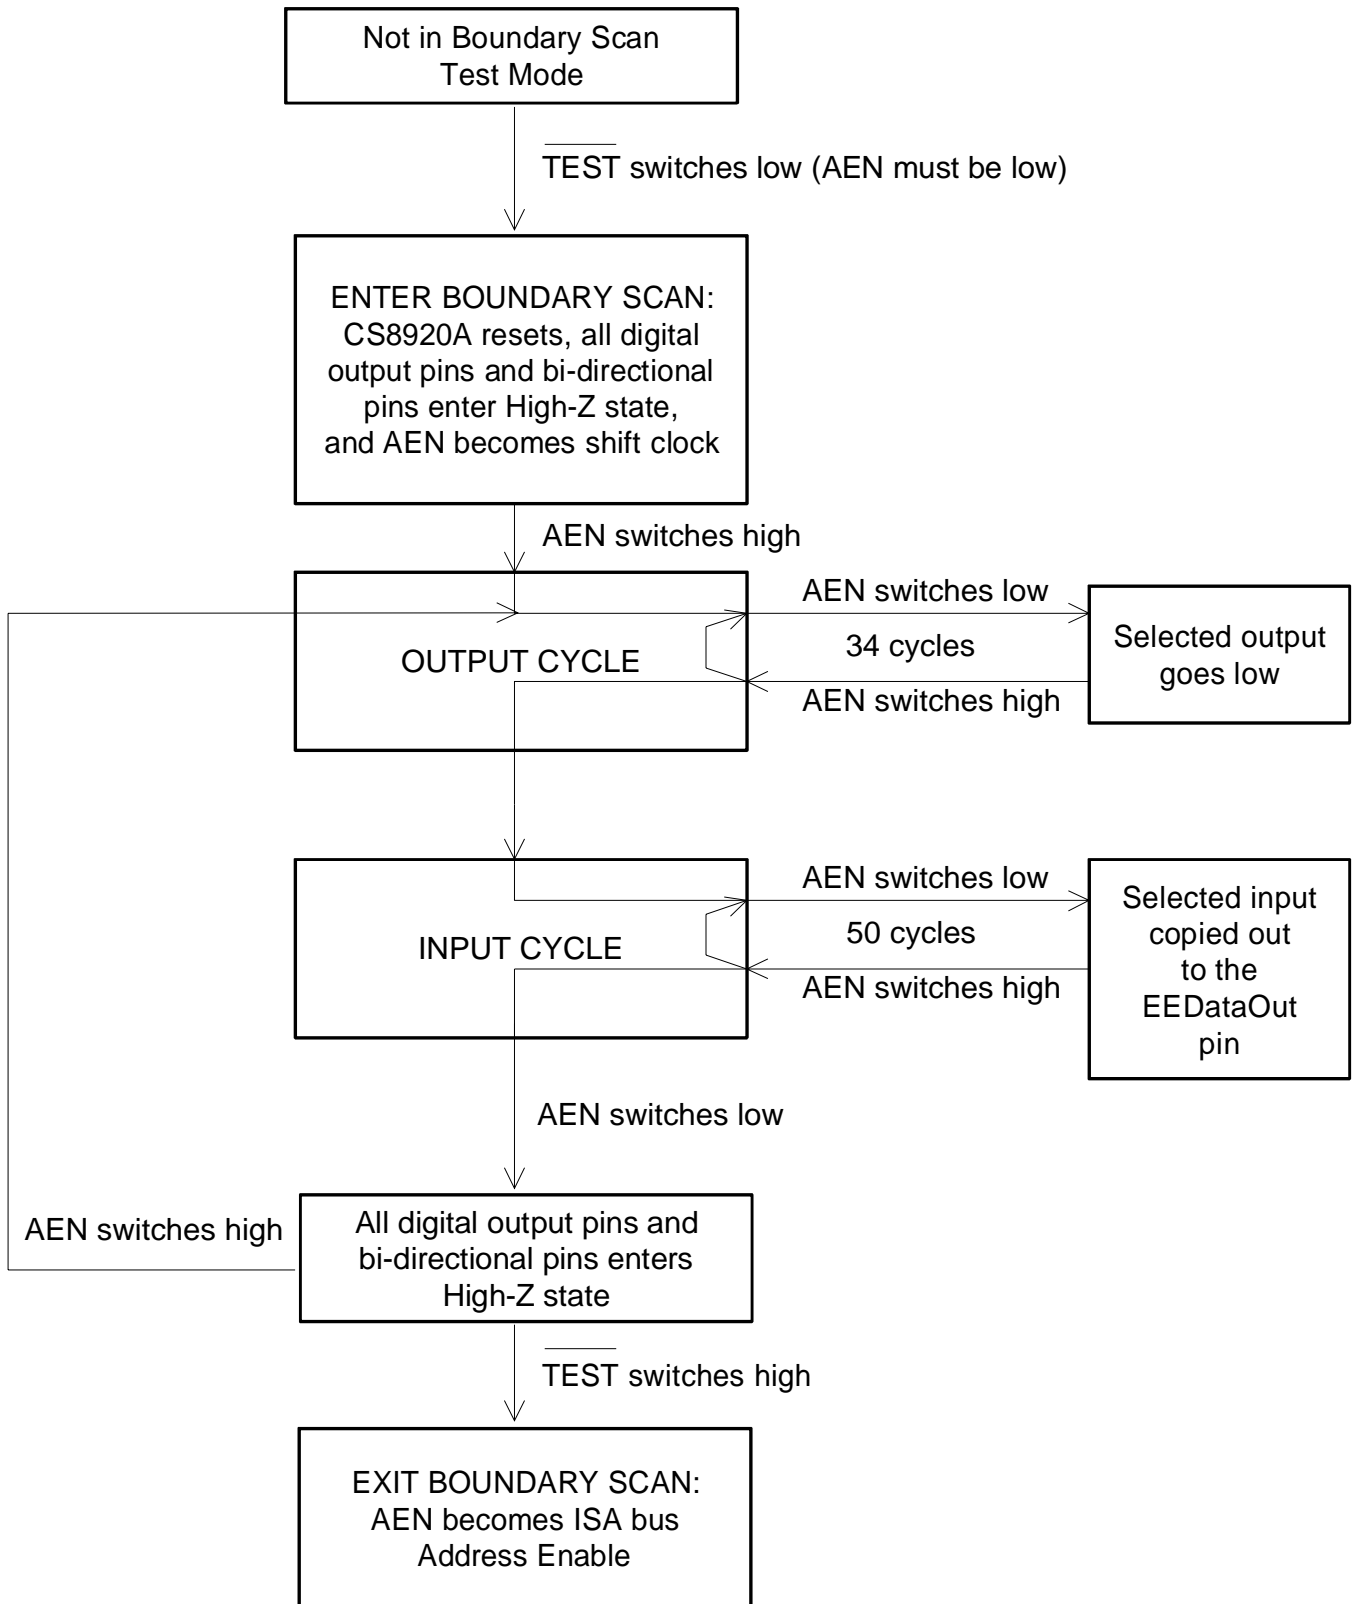 Not in Boundary Scan
Test Mode
TEST switches low (AEN must be low)
ENTER BOUNDARY SCAN:
CS8920A resets, all digital
output pins and bi-directional
pins enter High-Z state,
and AEN becomes shift clock
AEN switches high
OUTPUT CYCLE
AEN switches low
34 cycles
AEN switches high
Selected output
goes low
INPUT CYCLE
AEN switches low
50 cycles
AEN switches high
Selected input
copied out
to the
EEDataOut
pin
AEN switches low
AEN switches high
All digital output pins and
bi-directional pins enters
High-Z state
TEST switches high
EXIT BOUNDARY SCAN:
AEN becomes ISA bus
Address Enable